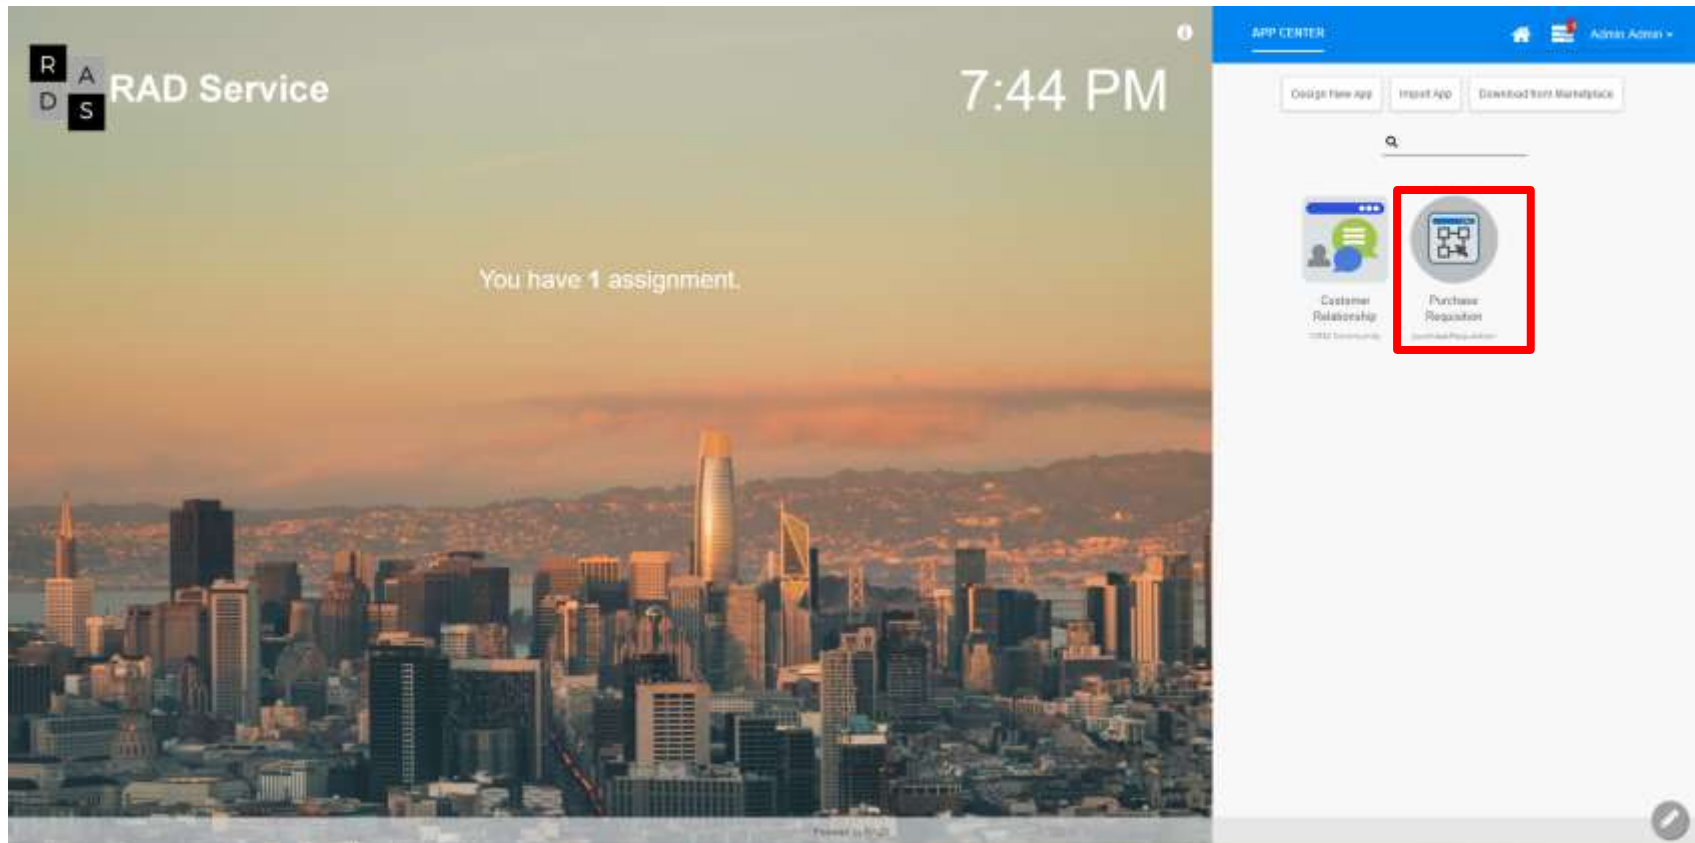 R A
D S
RAD Service
7:44 PM
You have 1 assignment.
APP CENTER
Admin Admin
Design New App
Import App
Download from Marketplace
Customer
Relationship
Purchase
Requisition